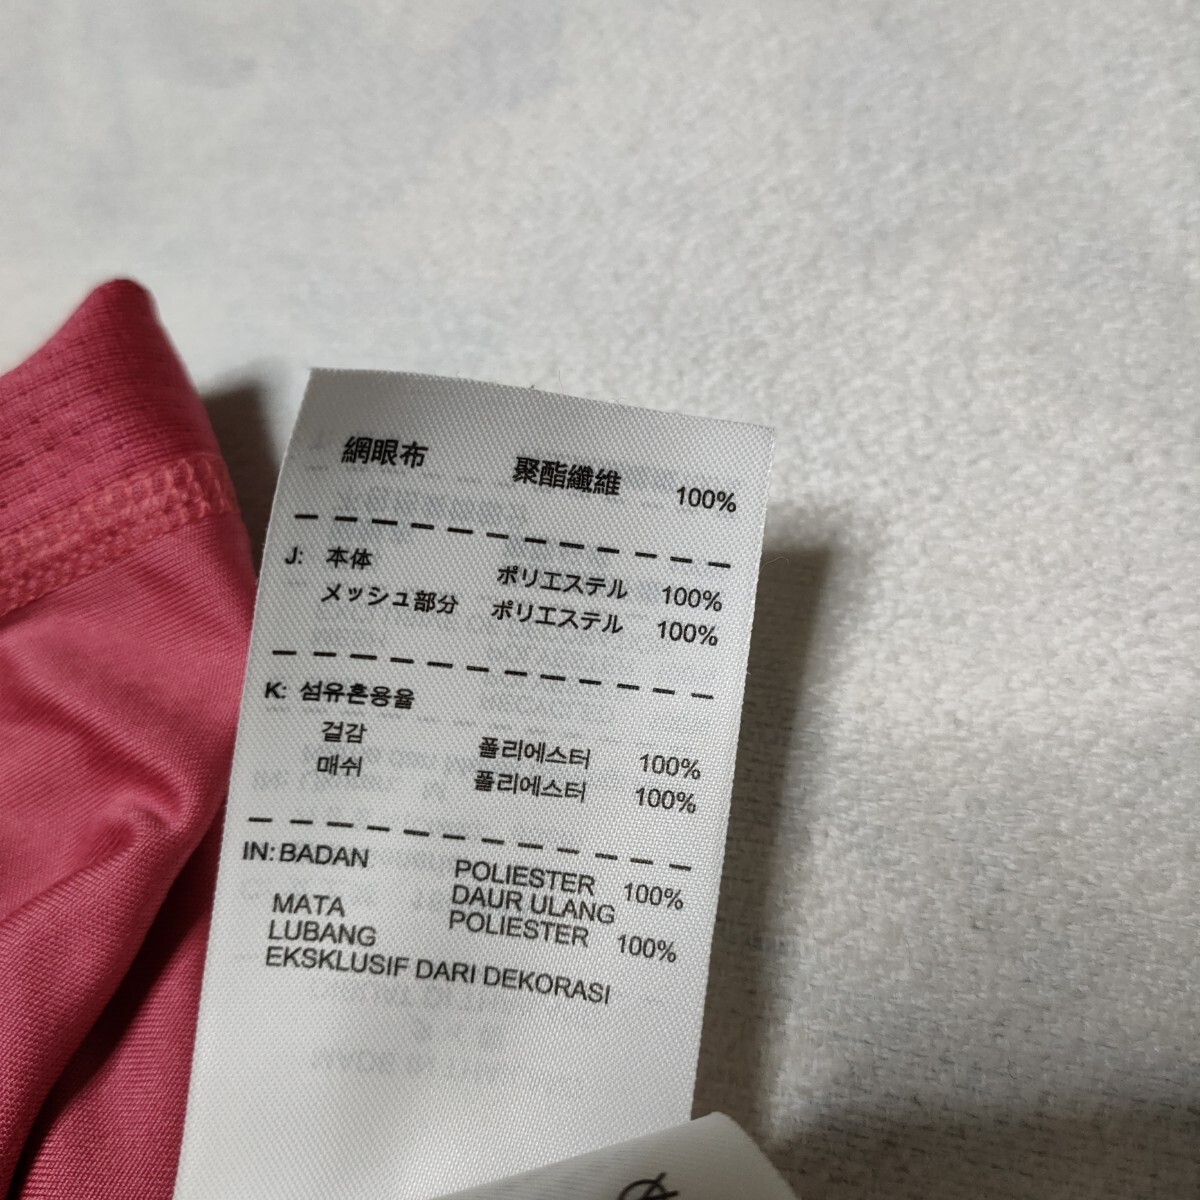 網眼布 聚酯纖維 100%
J: 本体 ポリエステル 100%
メッシュ部分 ポリエステル 100%
K: 섬유혼용율
겉감 폴리에스터 100%
매쉬 폴리에스터 100%
IN: BADAN POLIESTER 100%
DAUR ULANG
MATA POLIESTER 100%
LUBANG
EKSKLUSIF DARI DEKORASI